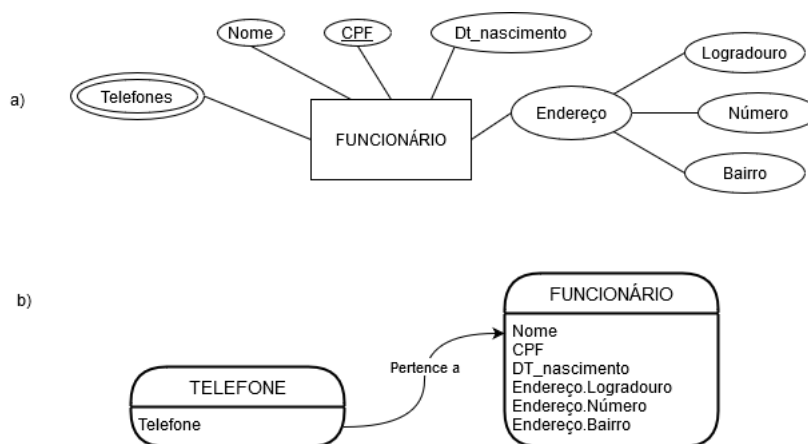 a)
Nome
CPF
Dt_nascimento
Telefones
FUNCIONÁRIO
Endereço
Logradouro
Número
Bairro
b)
TELEFONE
Telefone
Pertence a
FUNCIONÁRIO
Nome
CPF
DT_nascimento
Endereço.Logradouro
Endereço.Número
Endereço.Bairro